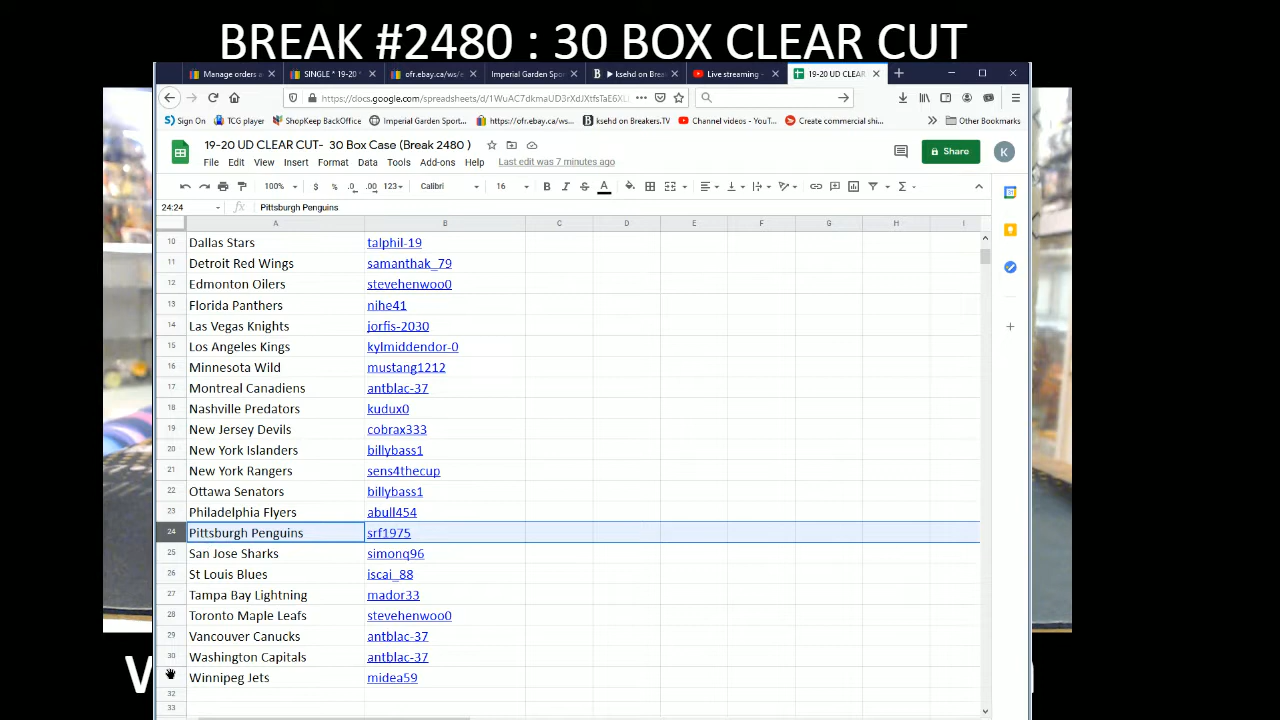 BREAK #2480 : 30 BOX CLEAR CUT
Manage orders a
SINGLE * 19-20 *
ofr.ebay.ca/ws/e
Imperial Garden Spor
ksehd on Brea
Live streaming -
19-20 UD CLEAR
https://docs.google.com/spreadsheets/d/1WuAC7dkmaUD3rXdJXtfsTaE6XL
Sign On
TCG player
ShopKeep BackOffice
Imperial Garden Sport...
https://ofr.ebay.ca/ws...
ksehd on Breakers.TV
Channel videos - YouT...
Create commercial shi...
Other Bookmarks
19-20 UD CLEAR CUT- 30 Box Case (Break 2480 )
File Edit View Insert Format Data Tools Add-ons Help Last edit was 7 minutes ago
Share
K
100% $ % .0 .00 123 Calibri 16 B I S A
24:24 fx Pittsburgh Penguins
A B C D E F G H I
10 Dallas Stars talphil-19
11 Detroit Red Wings samanthak_79
12 Edmonton Oilers stevehenwoo0
13 Florida Panthers nihe41
14 Las Vegas Knights jorfis-2030
15 Los Angeles Kings kylmiddendor-0
16 Minnesota Wild mustang1212
17 Montreal Canadiens antblac-37
18 Nashville Predators kudux0
19 New Jersey Devils cobrax333
20 New York Islanders billybass1
21 New York Rangers sens4thecup
22 Ottawa Senators billybass1
23 Philadelphia Flyers abull454
24 Pittsburgh Penguins srf1975
25 San Jose Sharks simonq96
26 St Louis Blues iscai_88
27 Tampa Bay Lightning mador33
28 Toronto Maple Leafs stevehenwoo0
29 Vancouver Canucks antblac-37
30 Washington Capitals antblac-37
Winnipeg Jets midea59
32
33